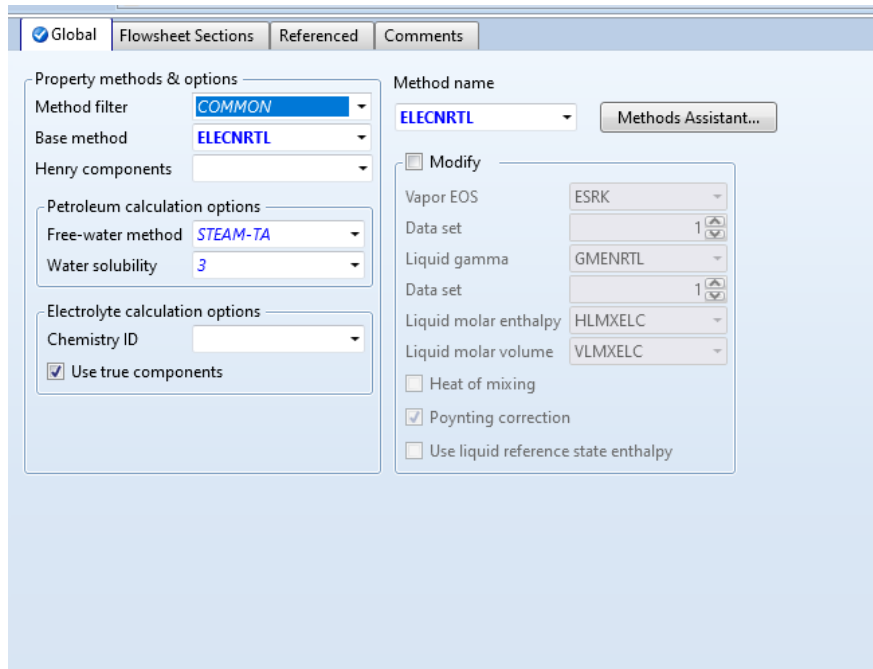 Global Flowsheet Sections Referenced Comments
Property methods & options
Method filter COMMON
Base method ELECNRTL
Henry components
Petroleum calculation options
Free-water method STEAM-TA
Water solubility 3
Electrolyte calculation options
Chemistry ID
Use true components
Method name
ELECNRTL Methods Assistant...
Modify
Vapor EOS ESRK
Data set 1
Liquid gamma GMENRTL
Data set 1
Liquid molar enthalpy HLMXELC
Liquid molar volume VLMXELC
Heat of mixing
Poynting correction
Use liquid reference state enthalpy